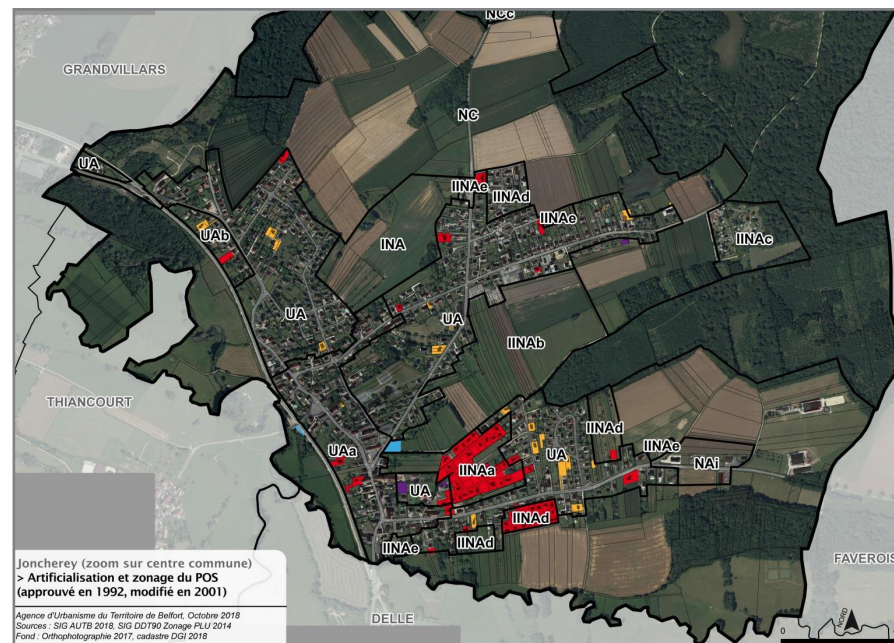 NCc
GRANDVILLARS
NC
UA
IINAe
IINAd
IINAe
UAb
INA
IINAc
UA
UA
IINAb
THIANCOURT
IINAd
UAa
IINAa
UA
IINAe
NAi
UA
IINAd
IINAe
IINAd
Joncherey (zoom sur centre commune)
> Artificialisation et zonage du POS
(approuvé en 1992, modifié en 2001)
Agence d'Urbanisme du Territoire de Belfort, Octobre 2018
Sources : SIG AUTB 2018, SIG DDT90 Zonage PLU 2014
Fond : Orthophotographie 2017, cadastre DGI 2018
DELLE
FAVEROIS
NORD
0